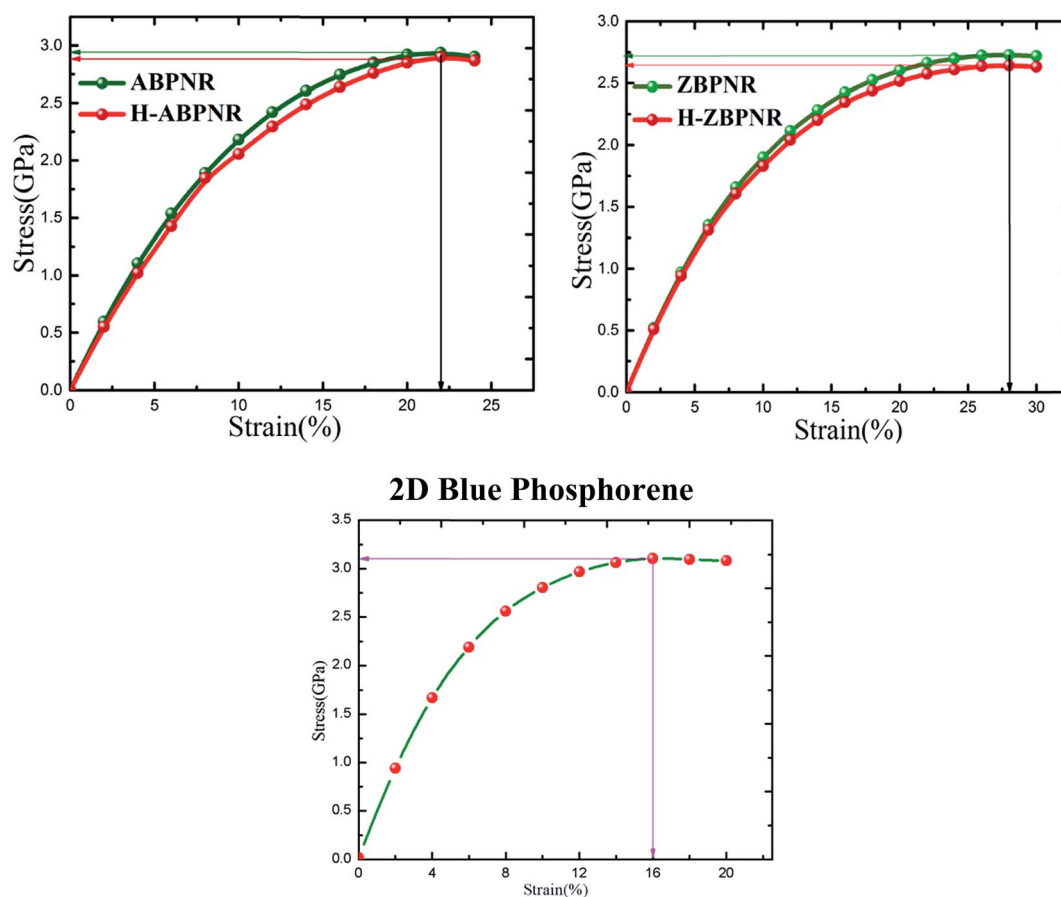 3.0
2.5
2.0
1.5
1.0
0.5
0.0
Stress(GPa)
ABPNR
H-ABPNR
0 5 10 15 20 25
Strain(%)
3.0
2.5
2.0
1.5
1.0
0.5
0.0
Stress(GPa)
ZBPNR
H-ZBPNR
0 5 10 15 20 25 30
Strain(%)
2D Blue Phosphorene
3.5
3.0
2.5
2.0
1.5
1.0
0.5
0.0
Stress(GPa)
0 4 8 12 16 20
Strain(%)